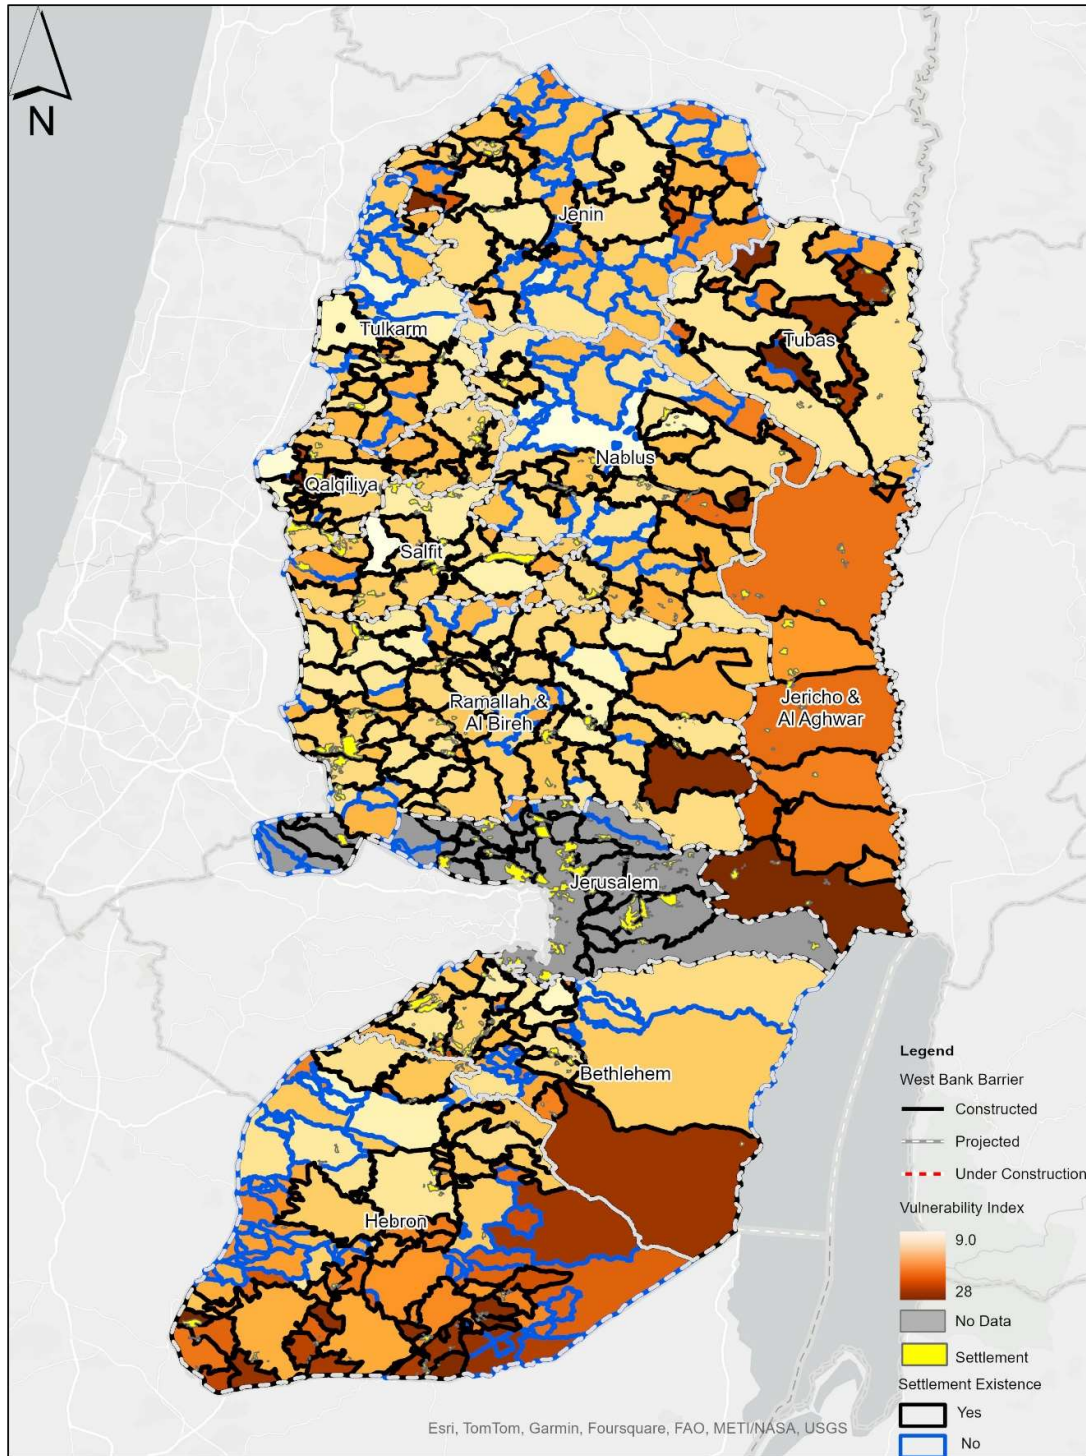 N
Jenin
Tulkarm
Tubas
Nablus
Qalqiliya
Salfit
Ramallah &
Al Bireh
Jericho &
Al Aghwar
Jerusalem
Bethlehem
Hebron
Legend
West Bank Barrier
Constructed
Projected
Under Construction
Vulnerability Index
9.0
28
No Data
Settlement
Settlement Existence
Yes
No
Esri, TomTom, Garmin, Foursquare, FAO, METI/NASA, USGS